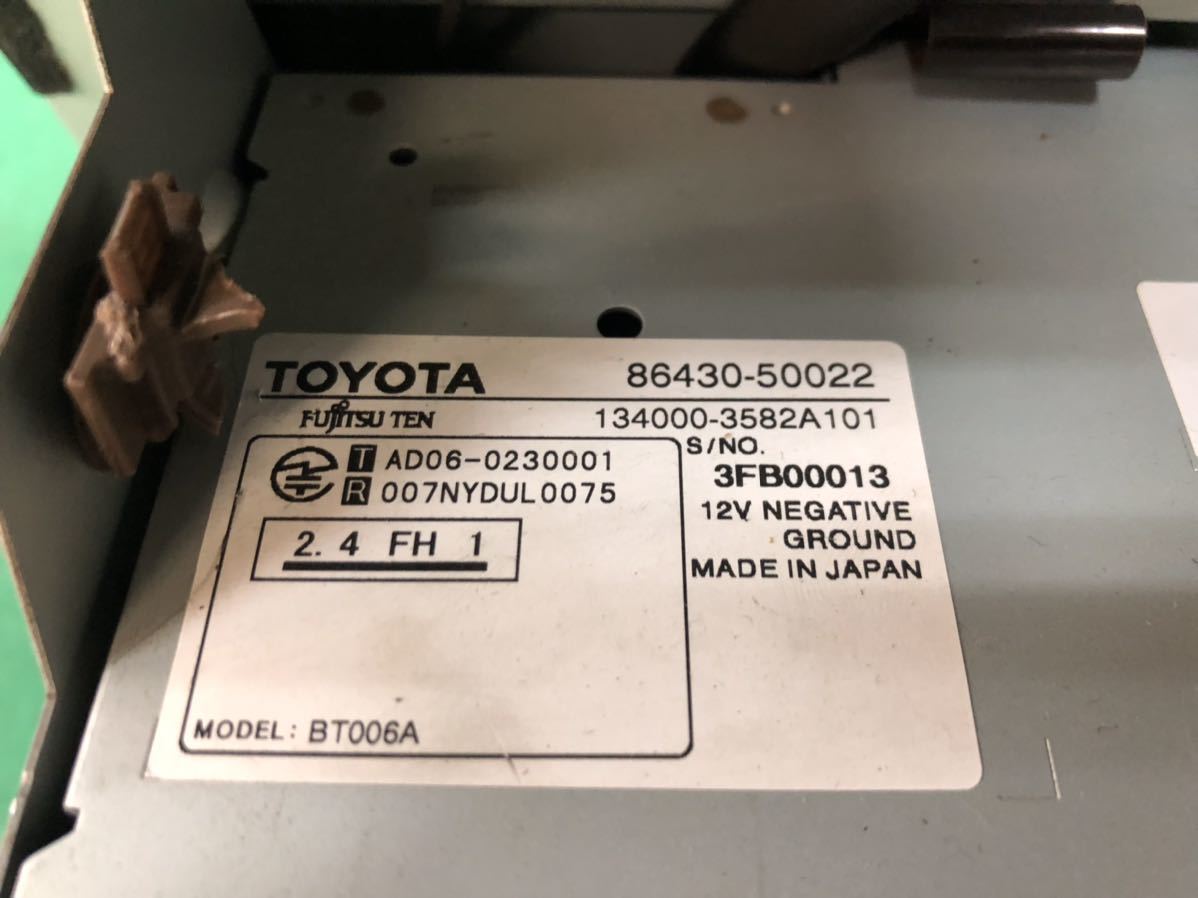 TOYOTA 86430-50022
FUJITSU TEN 134000-3582A101
T AD06-0230001
R 007NYDUL0075
2.4 FH 1
MODEL: BT006A
S/NO.
3FB00013
12V NEGATIVE
GROUND
MADE IN JAPAN